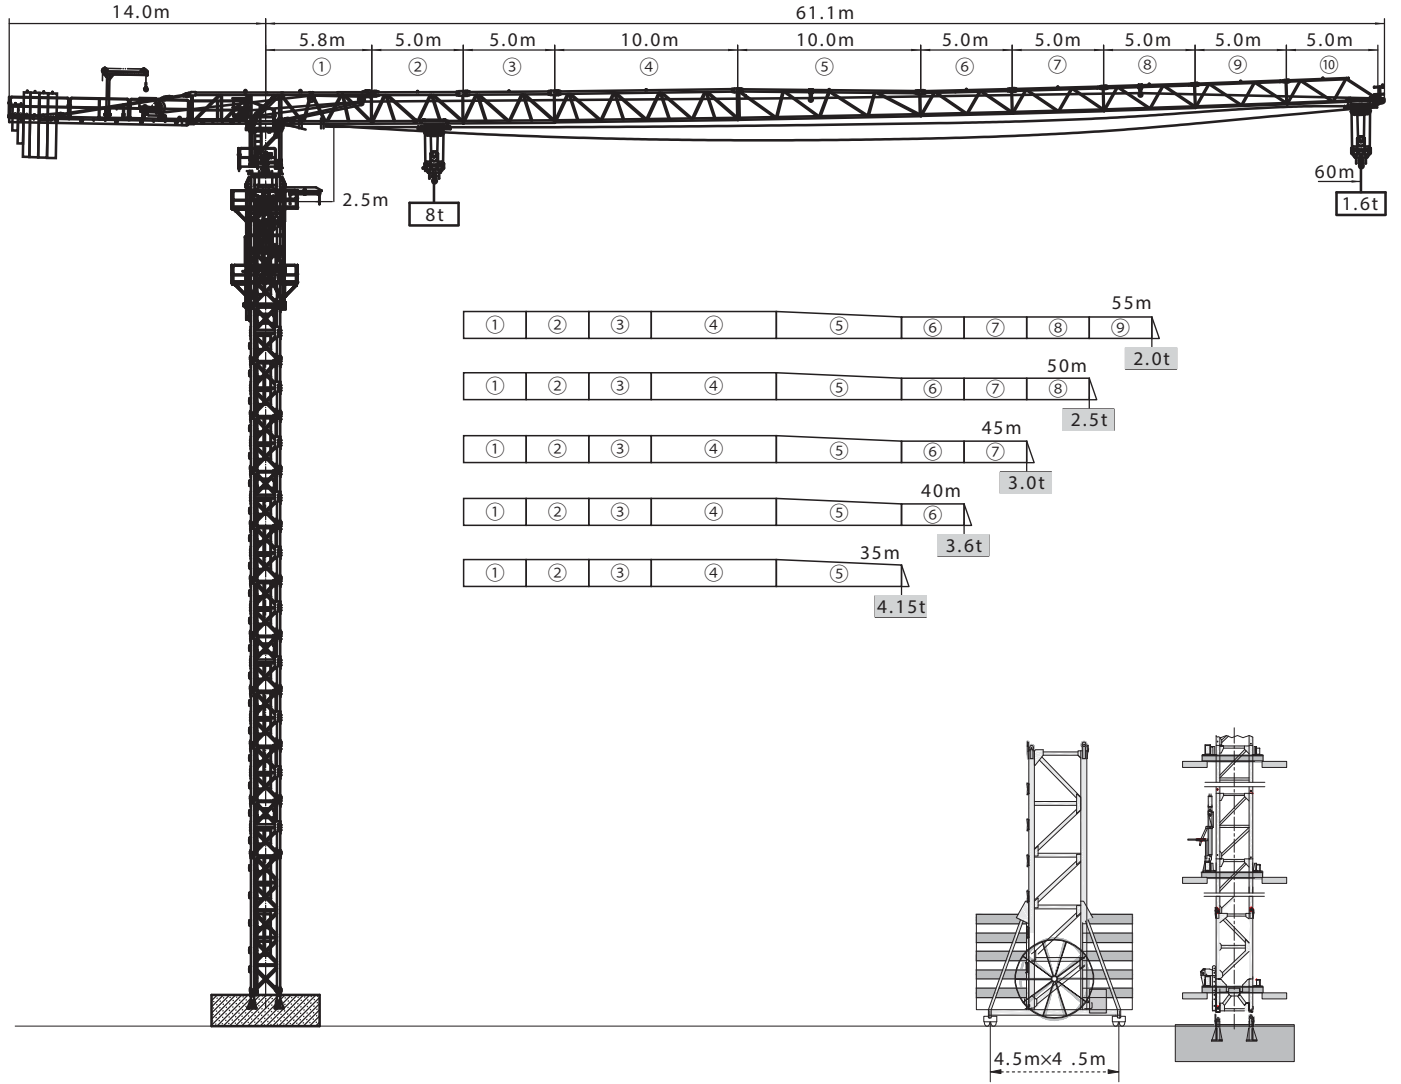 14.0m 61.1m
5.8m 5.0m 5.0m 10.0m 10.0m 5.0m 5.0m 5.0m 5.0m 5.0m
① ② ③ ④ ⑤ ⑥ ⑦ ⑧ ⑨ ⑩
60m
2.5m
8t
1.6t
55m
① ② ③ ④ ⑤ ⑥ ⑦ ⑧ ⑨
2.0t
50m
① ② ③ ④ ⑤ ⑥ ⑦ ⑧
2.5t
45m
① ② ③ ④ ⑤ ⑥ ⑦
3.0t
40m
① ② ③ ④ ⑤ ⑥
3.6t
35m
① ② ③ ④ ⑤
4.15t
4.5m×4 .5m